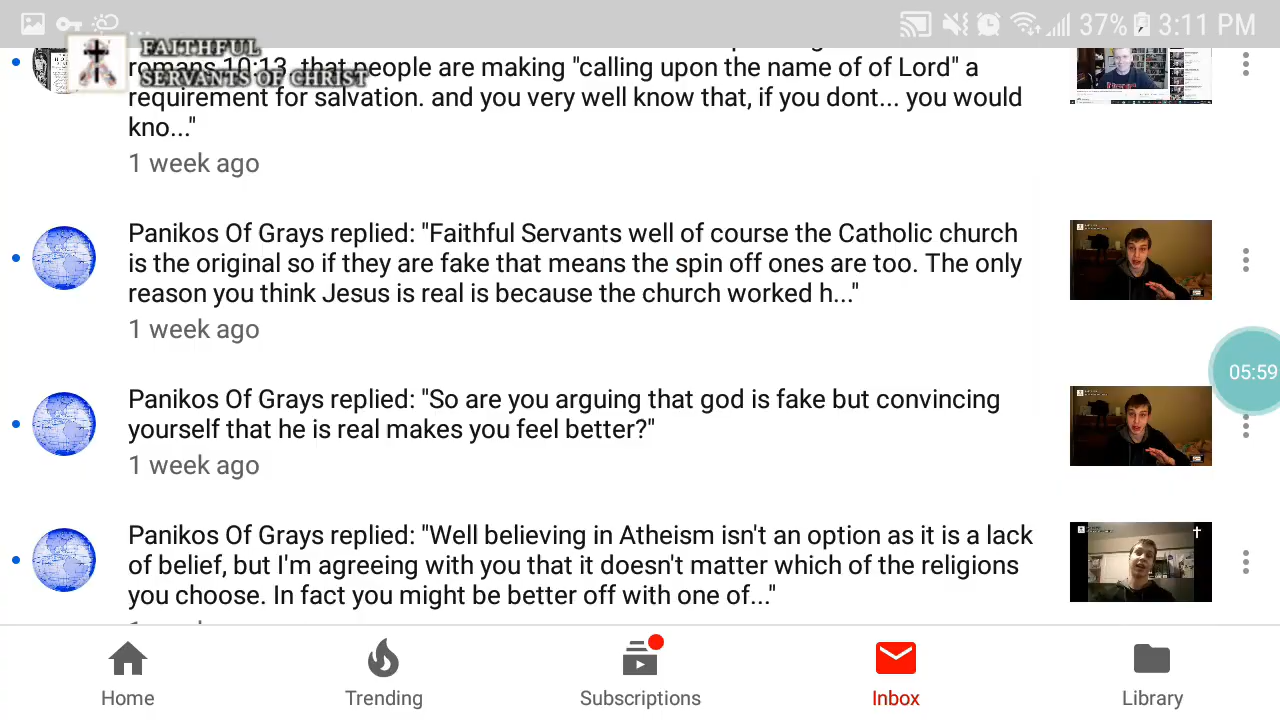 37% 3:11 PM
FAITHFUL
SERVANTS OF CHRIST
romans 10:13, that people are making "calling upon the name of of Lord" a
requirement for salvation. and you very well know that, if you dont... you would
kno..."
1 week ago
Panikos Of Grays replied: "Faithful Servants well of course the Catholic church
is the original so if they are fake that means the spin off ones are too. The only
reason you think Jesus is real is because the church worked h..."
1 week ago
05:59
Panikos Of Grays replied: "So are you arguing that god is fake but convincing
yourself that he is real makes you feel better?"
1 week ago
Panikos Of Grays replied: "Well believing in Atheism isn't an option as it is a lack
of belief, but I'm agreeing with you that it doesn't matter which of the religions
you choose. In fact you might be better off with one of..."
Home
Trending
Subscriptions
Inbox
Library